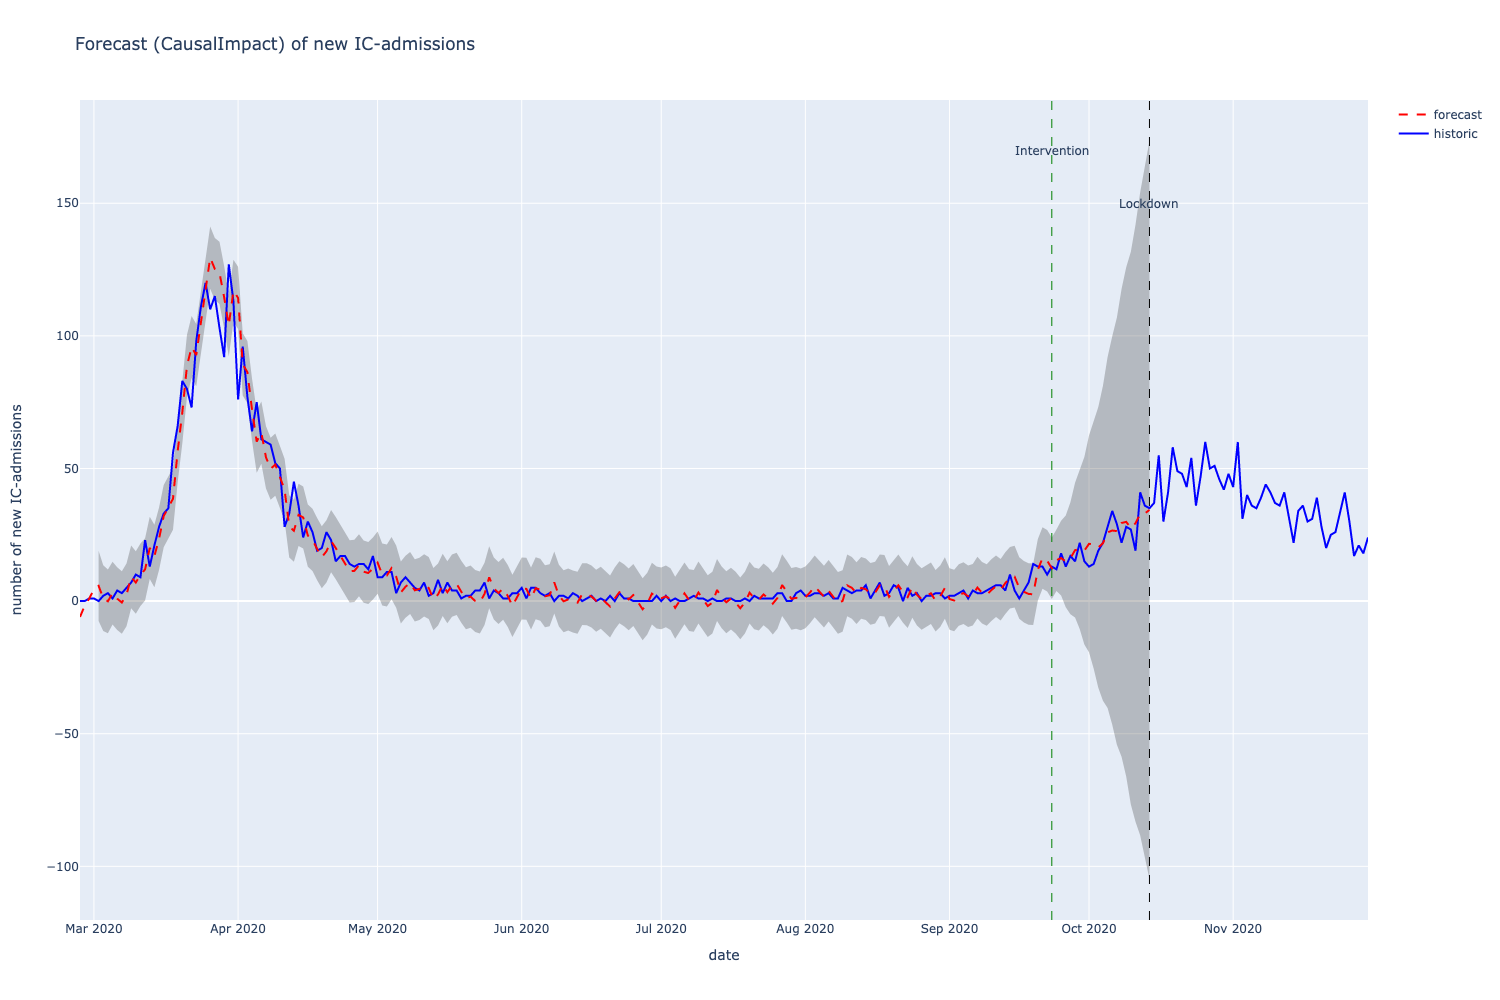 Forecast (CausalImpact) of new IC-admissions
forecast
historic
Intervention
Lockdown
number of new IC-admissions
150
100
50
0
−50
−100
Mar 2020
Apr 2020
May 2020
Jun 2020
Jul 2020
Aug 2020
Sep 2020
Oct 2020
Nov 2020
date